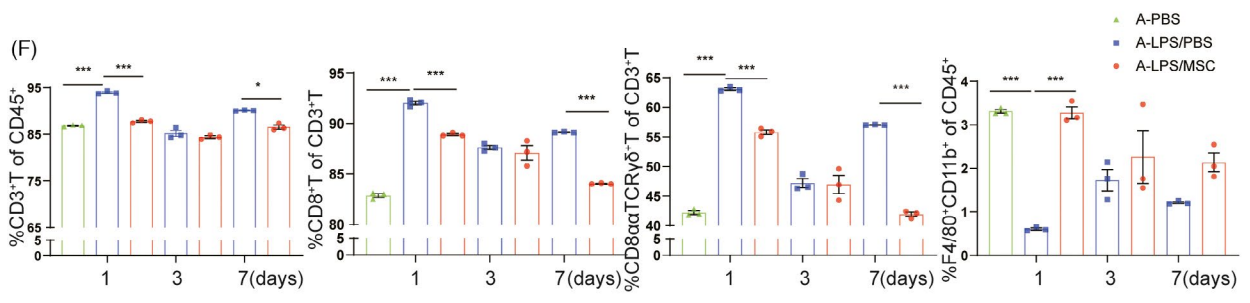 (F)
A-PBS
A-LPS/PBS
A-LPS/MSC
%CD3⁺T of CD45⁺
95
85
75
65
5
0
*** *** *
1 3 7(days)
%CD8⁺T of CD3⁺T
95
90
85
80
5
0
*** *** ***
1 3 7(days)
%CD8ααTCRγδ⁺T of CD3⁺T
65
60
55
50
45
40
5
0
*** *** ***
1 3 7(days)
%F4/80⁺CD11b⁺ of CD45⁺
4
3
2
1
0
*** ***
1 3 7(days)